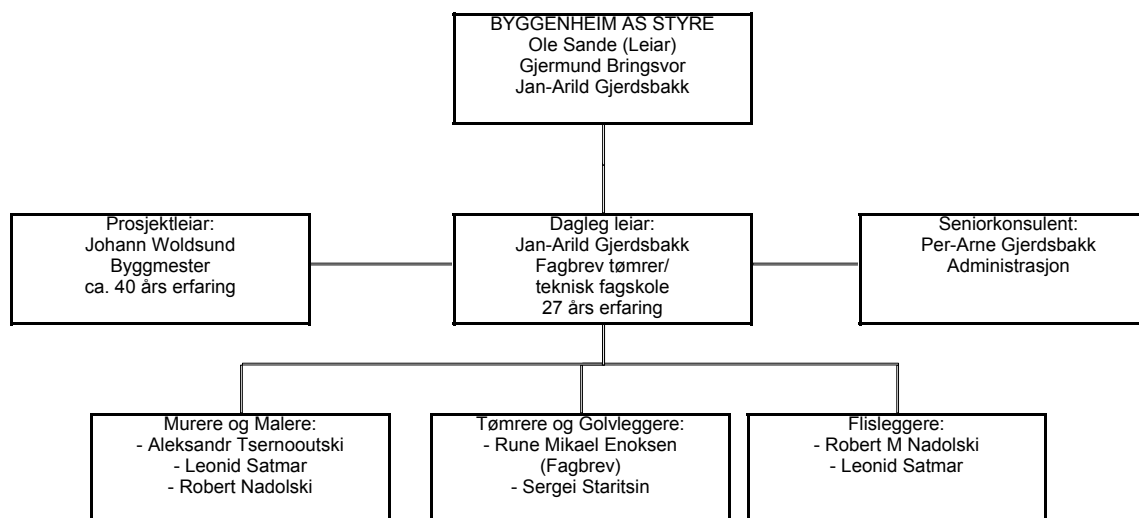 BYGGENHEIM AS STYRE
Ole Sande (Leiar)
Gjermund Bringsvor
Jan-Arild Gjerdsbakk
Prosjektleiar:
Johann Woldsund
Byggmester
ca. 40 års erfaring
Dagleg leiar:
Jan-Arild Gjerdsbakk
Fagbrev tømrer/
teknisk fagskole
27 års erfaring
Seniorkonsulent:
Per-Arne Gjerdsbakk
Administrasjon
Murere og Malere:
- Aleksandr Tsernooutski
- Leonid Satmar
- Robert Nadolski
Tømrere og Golvleggere:
- Rune Mikael Enoksen
(Fagbrev)
- Sergei Staritsin
Flisleggere:
- Robert M Nadolski
- Leonid Satmar